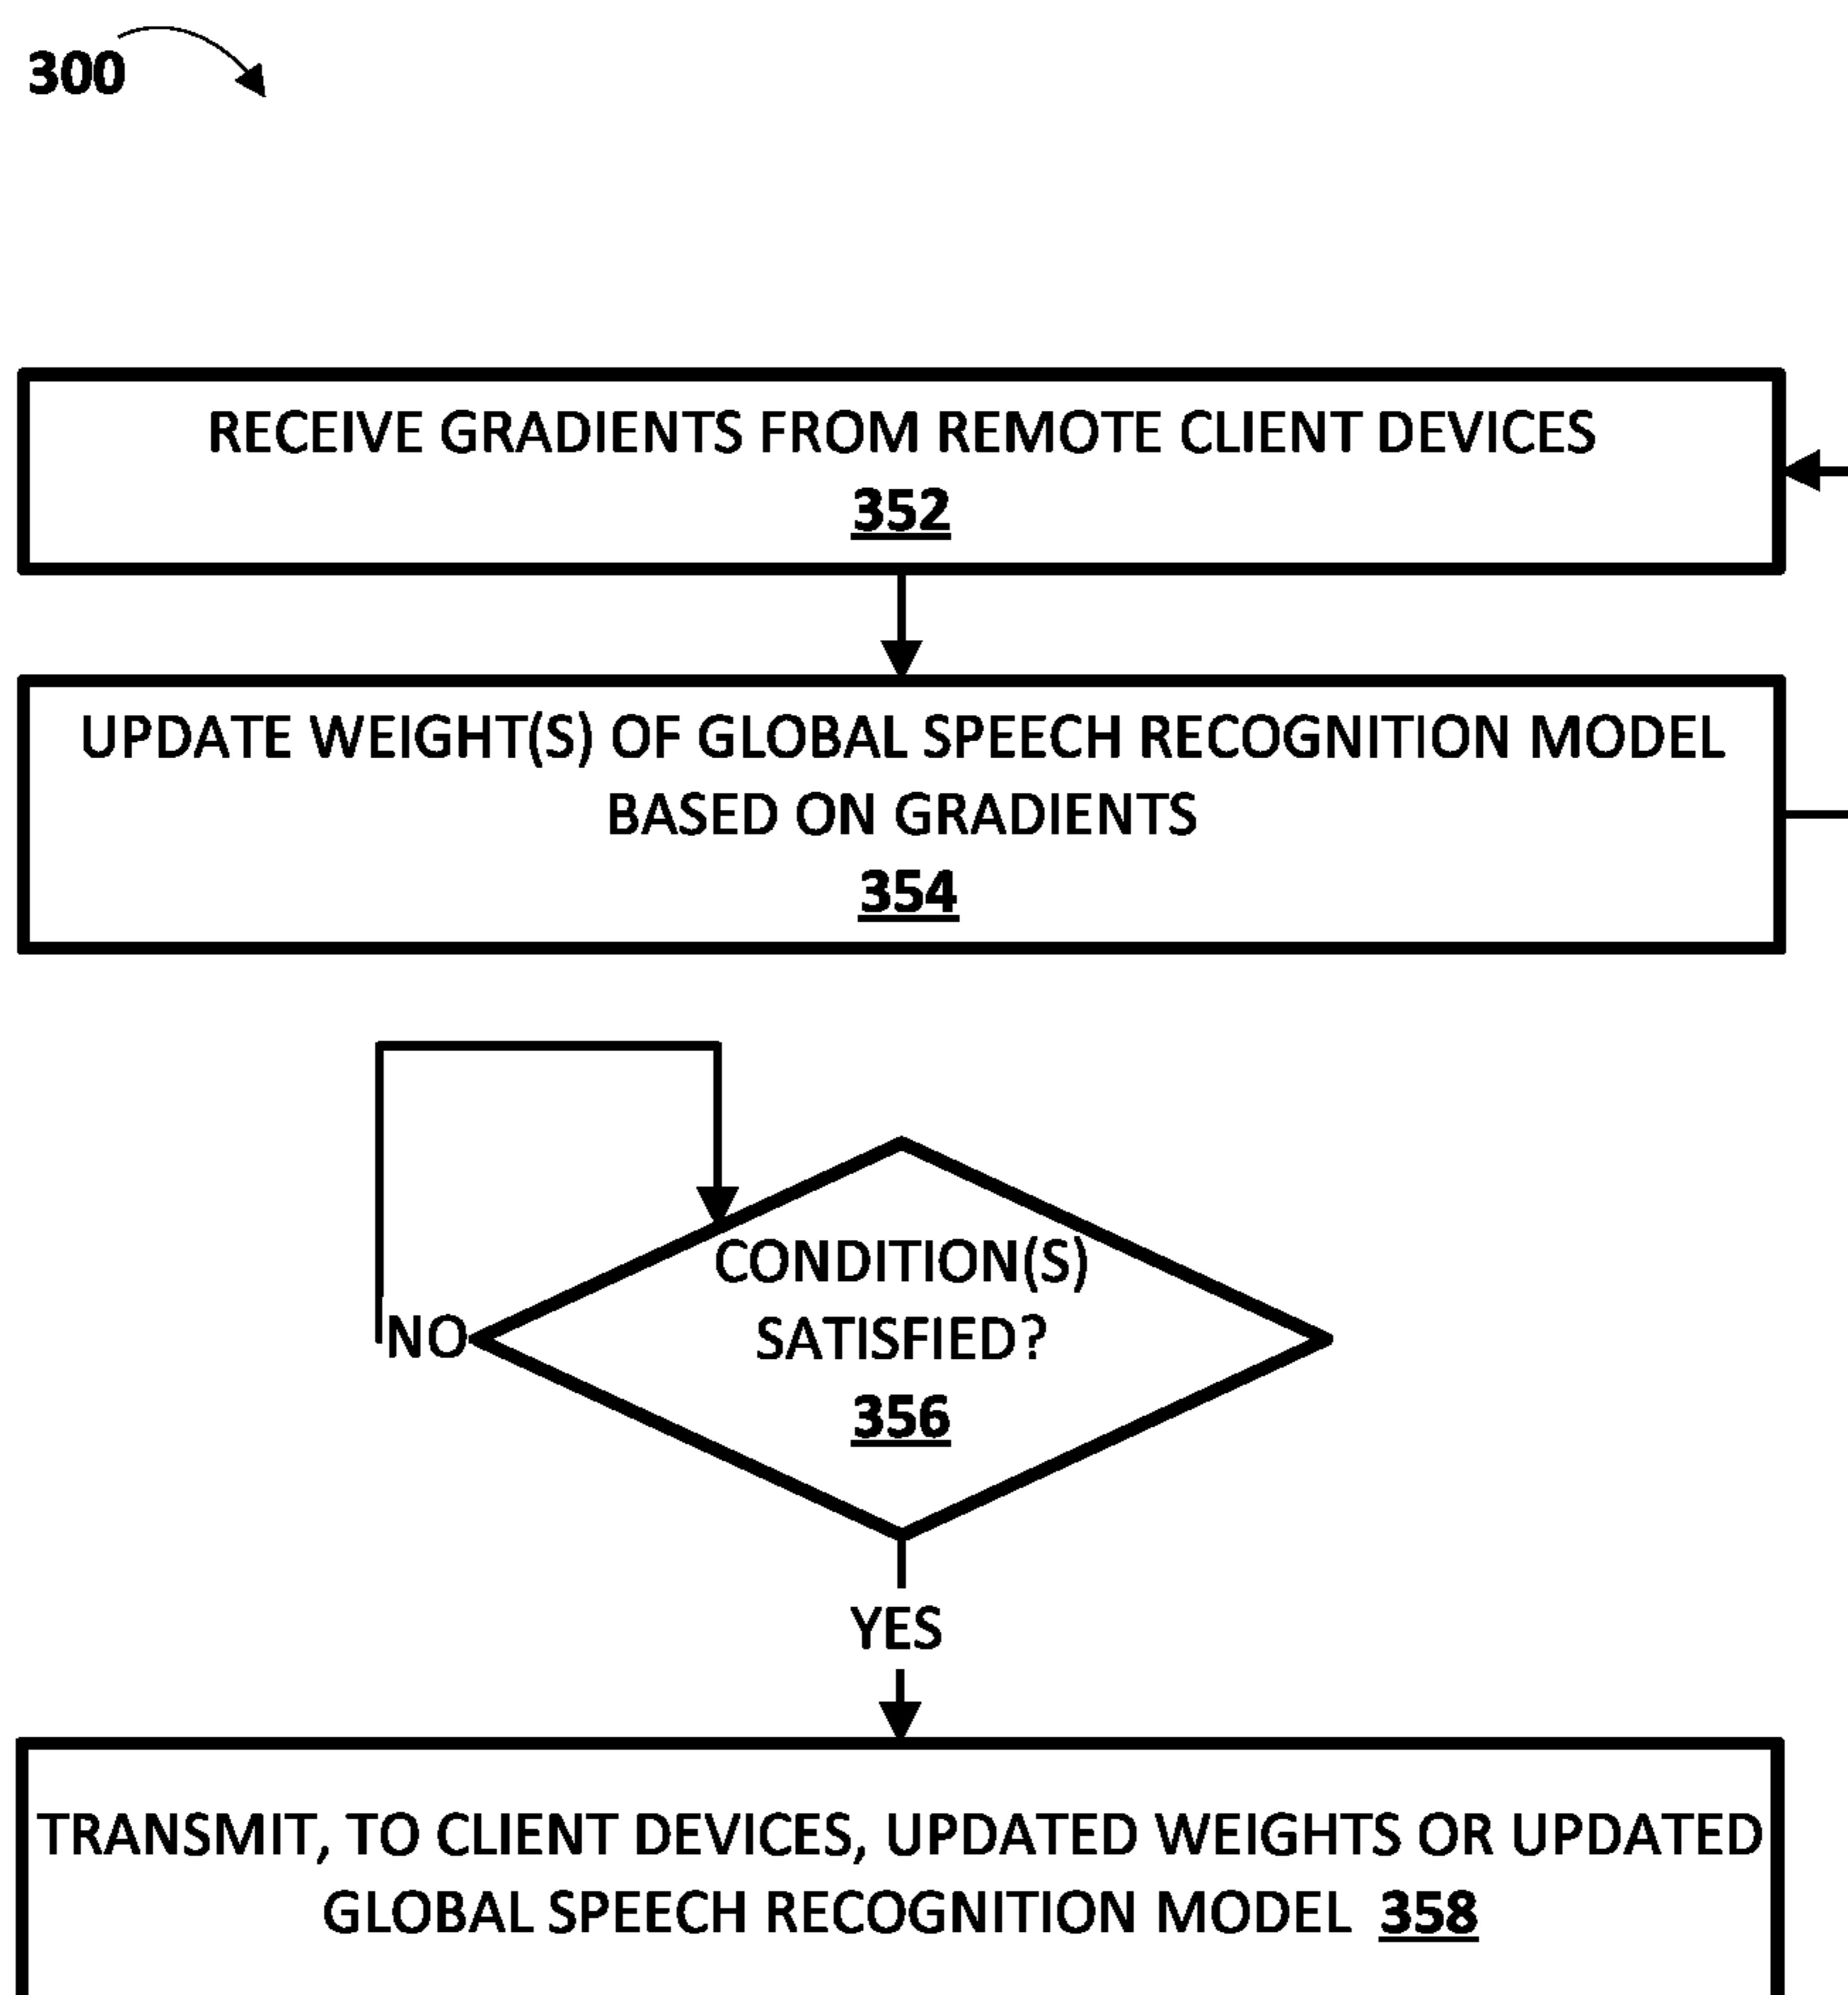 300
RECEIVE GRADIENTS FROM REMOTE CLIENT DEVICES
352
UPDATE WEIGHT(S) OF GLOBAL SPEECH RECOGNITION MODEL
BASED ON GRADIENTS
354
CONDITION(S)
SATISFIED?
356
NO
YES
TRANSMIT, TO CLIENT DEVICES, UPDATED WEIGHTS OR UPDATED
GLOBAL SPEECH RECOGNITION MODEL 358